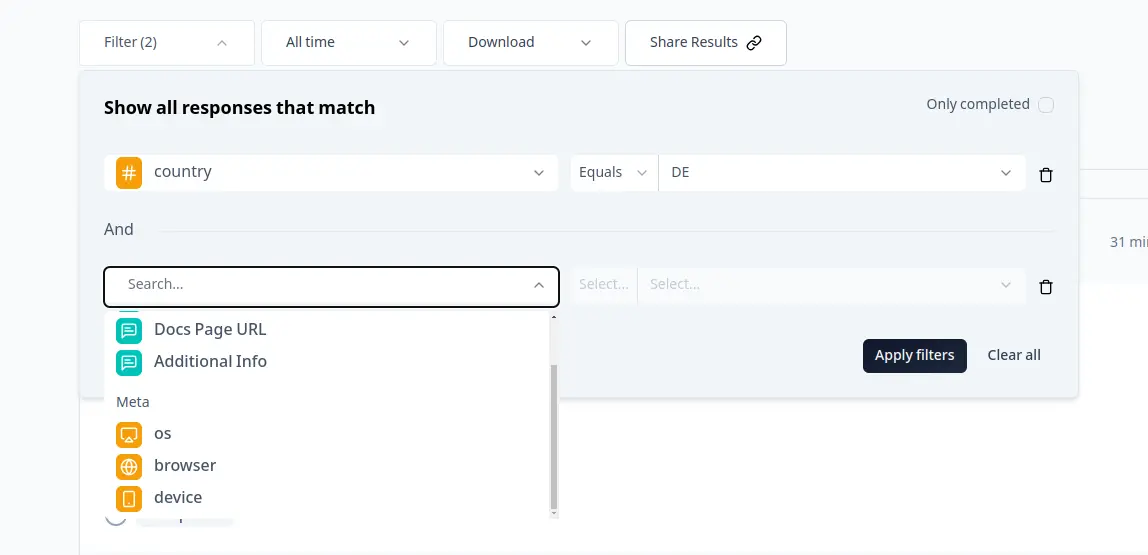 Filter (2)
All time
Download
Share Results
Show all responses that match
Only completed
country
Equals
DE
And
31 mi
Search...
Select...
Select...
Docs Page URL
Additional Info
Apply filters
Clear all
Meta
os
browser
device